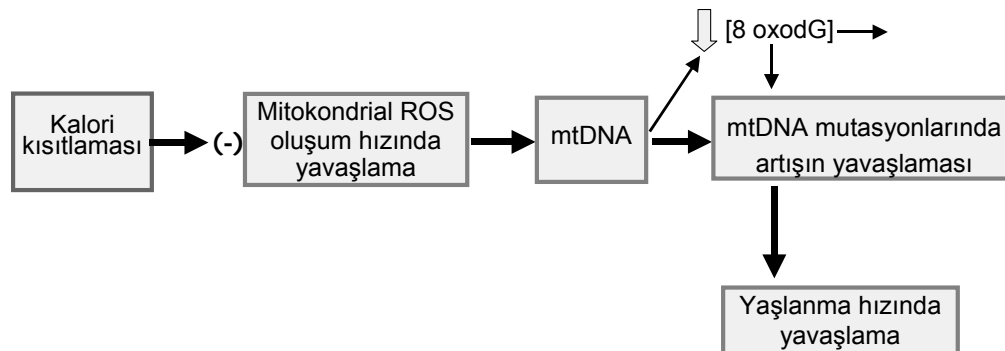 [8 oxodG]
Kalori
kısıtlaması
(-)
Mitokondrial ROS
oluşum hızında
yavaşlama
mtDNA
mtDNA mutasyonlarında
artışın yavaşlaması
Yaşlanma hızında
yavaşlama